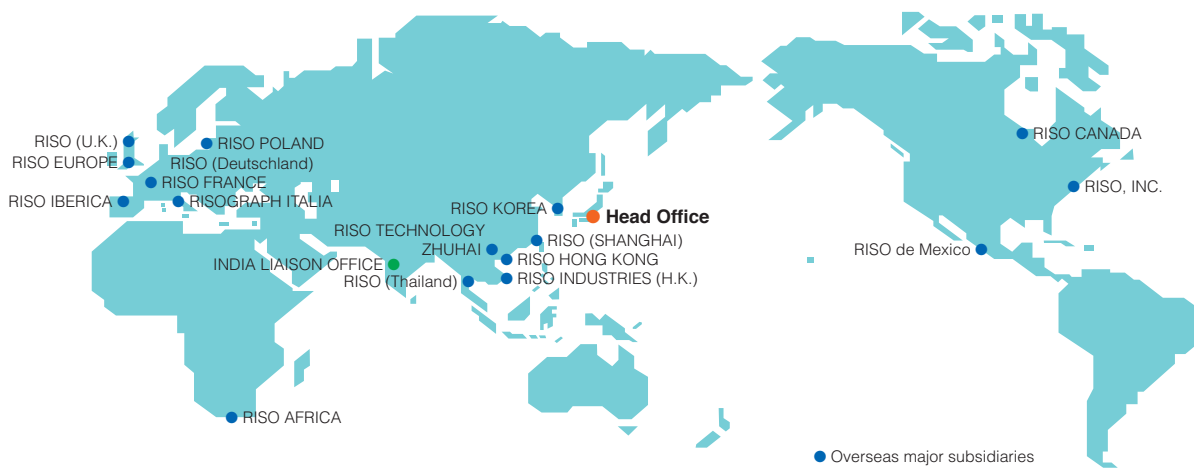 RISO (U.K.)
RISO POLAND
RISO EUROPE
RISO (Deutschland)
RISO FRANCE
RISO IBERICA
RISOGRAPH ITALIA
RISO KOREA
Head Office
RISO TECHNOLOGY
ZHUHAI
RISO (SHANGHAI)
RISO HONG KONG
INDIA LIAISON OFFICE
RISO (Thailand)
RISO INDUSTRIES (H.K.)
RISO AFRICA
RISO CANADA
RISO, INC.
RISO de Mexico
Overseas major subsidiaries